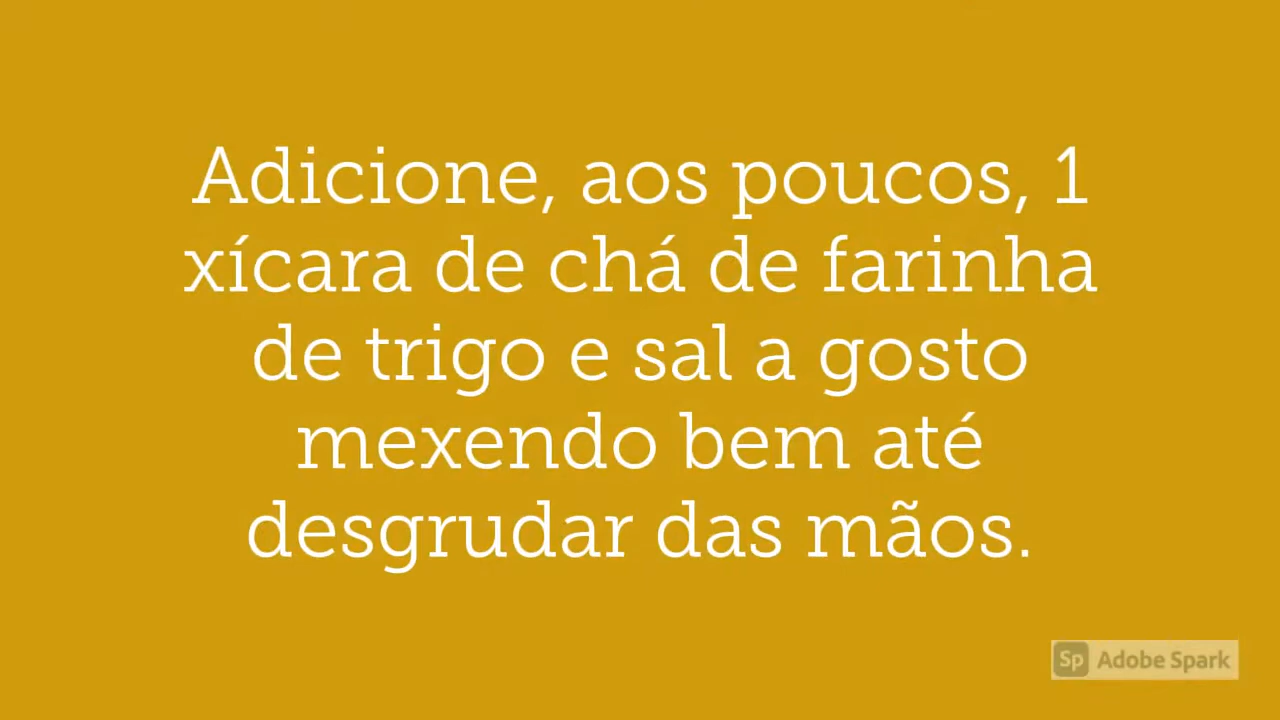 Adicione, aos poucos, 1
xícara de chá de farinha
de trigo e sal a gosto
mexendo bem até
desgrudar das mãos.
Sp Adobe Spark